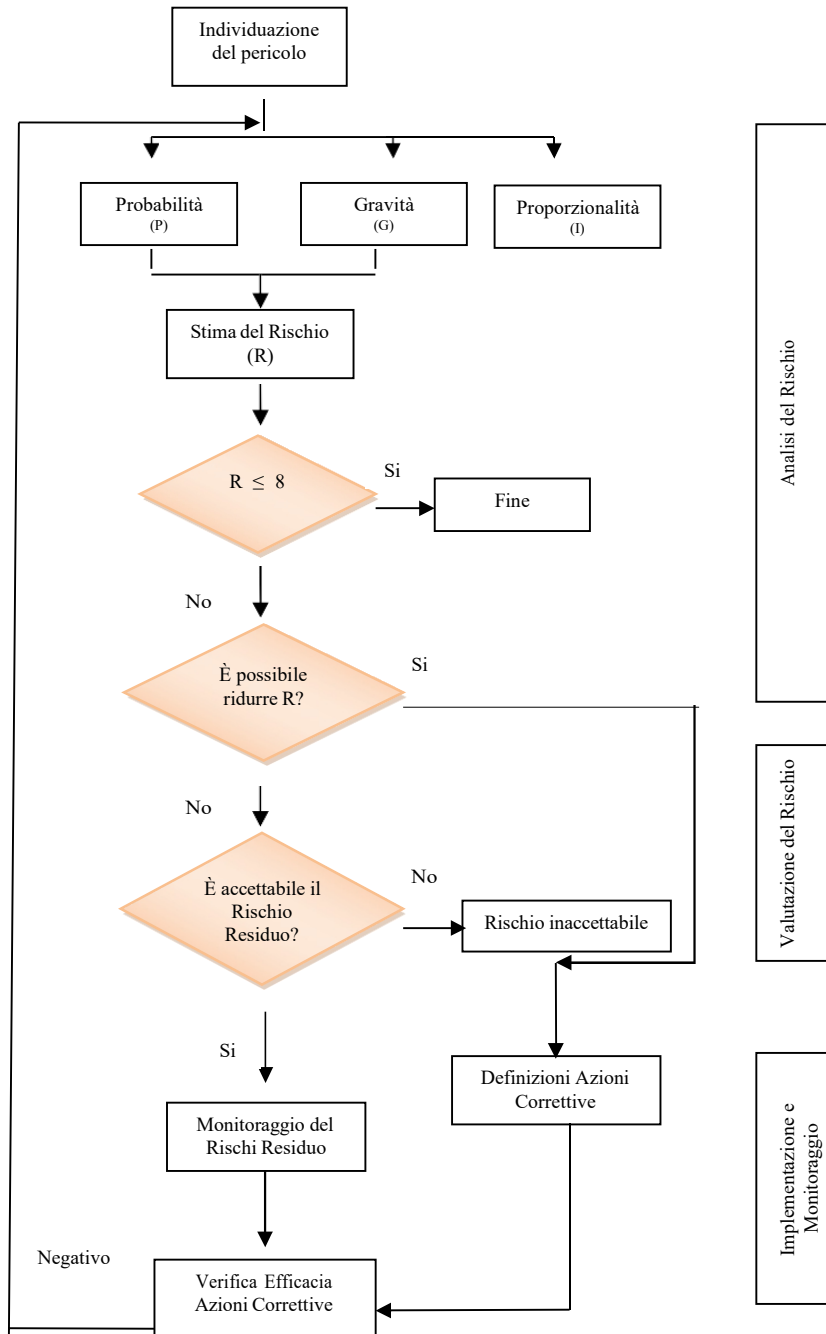 Individuazione
del pericolo
Probabilità
(P)
Gravità
(G)
Proporzionalità
(I)
Stima del Rischio
(R)
R ≤ 8
Si
Fine
No
È possibile
ridurre R?
Si
No
È accettabile il
Rischio
Residuo?
No
Rischio inaccettabile
Si
Definizioni Azioni
Correttive
Monitoraggio del
Rischi Residuo
Negativo
Verifica Efficacia
Azioni Correttive
Analisi del Rischio
Valutazione del Rischio
Implementazione e
Monitoraggio